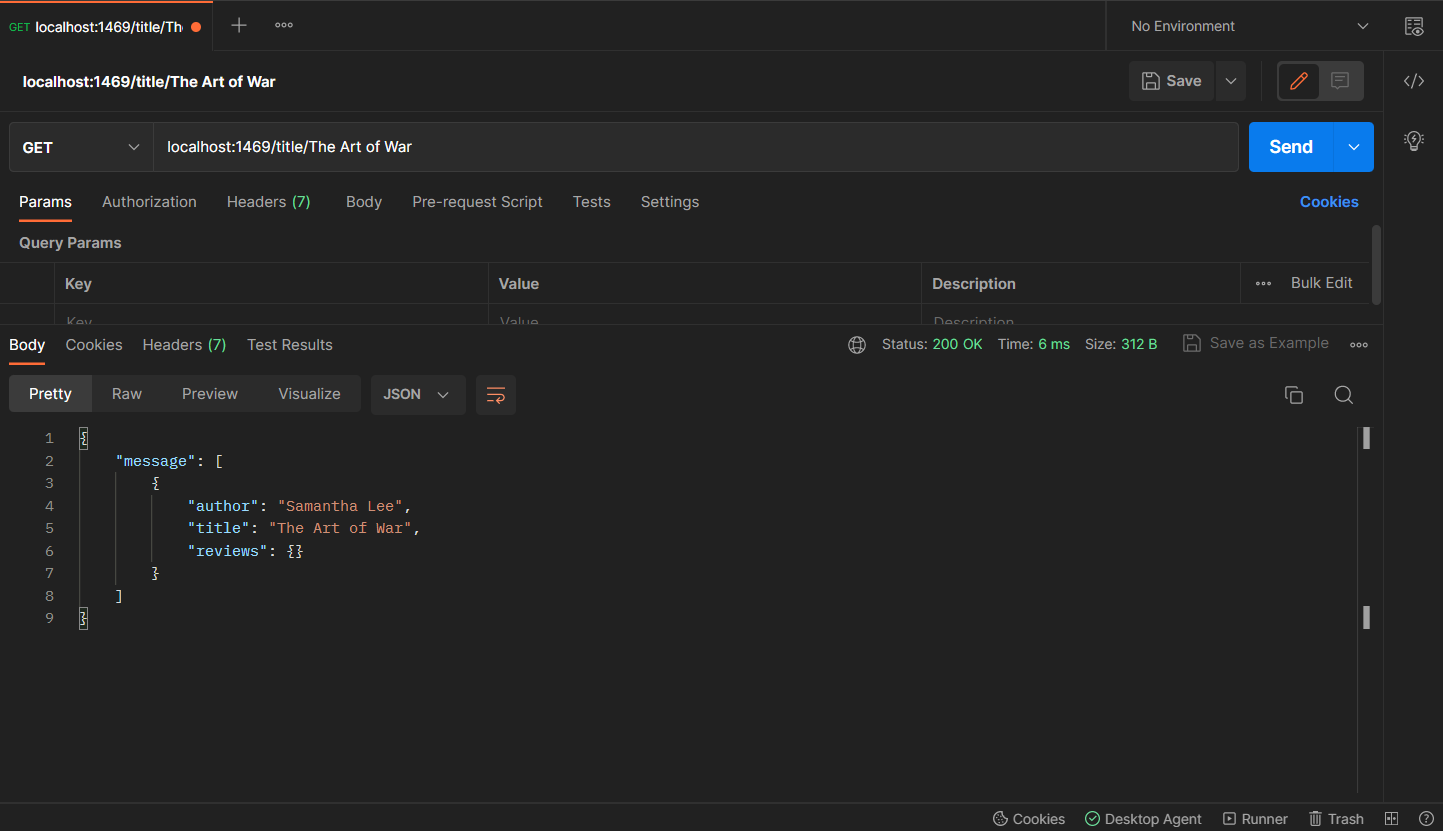 GET localhost:1469/title/Th
No Environment
localhost:1469/title/The Art of War
Save
GET
localhost:1469/title/The Art of War
Send
Params Authorization Headers (7) Body Pre-request Script Tests Settings Cookies
Query Params
Key Value Description Bulk Edit
Key Value Description
Body Cookies Headers (7) Test Results Status: 200 OK Time: 6 ms Size: 312 B Save as Example
Pretty Raw Preview Visualize JSON
1 {
2 "message": [
3 {
4 "author": "Samantha Lee",
5 "title": "The Art of War",
6 "reviews": {}
7 }
8 ]
9 }
Cookies Desktop Agent Runner Trash